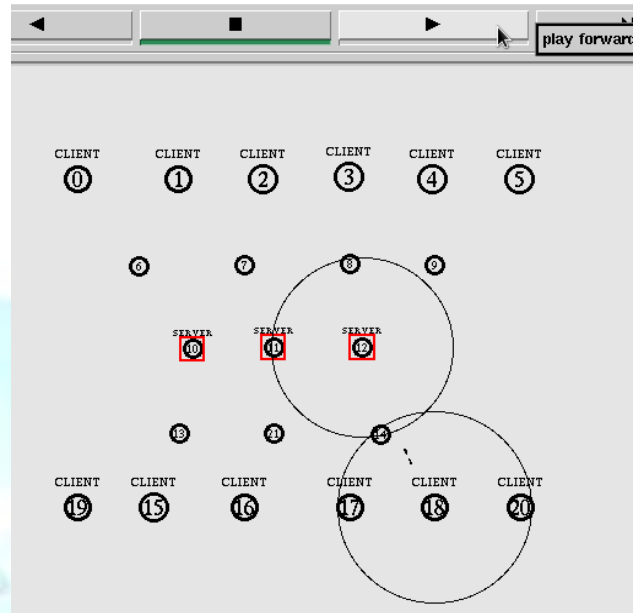 play forward
CLIENT CLIENT CLIENT CLIENT CLIENT CLIENT
0 1 2 3 4 5
6 7 8 9
SERVER SERVER SERVER
10 11 12
13 21 14
CLIENT CLIENT CLIENT CLIENT CLIENT CLIENT
19 15 16 17 18 20